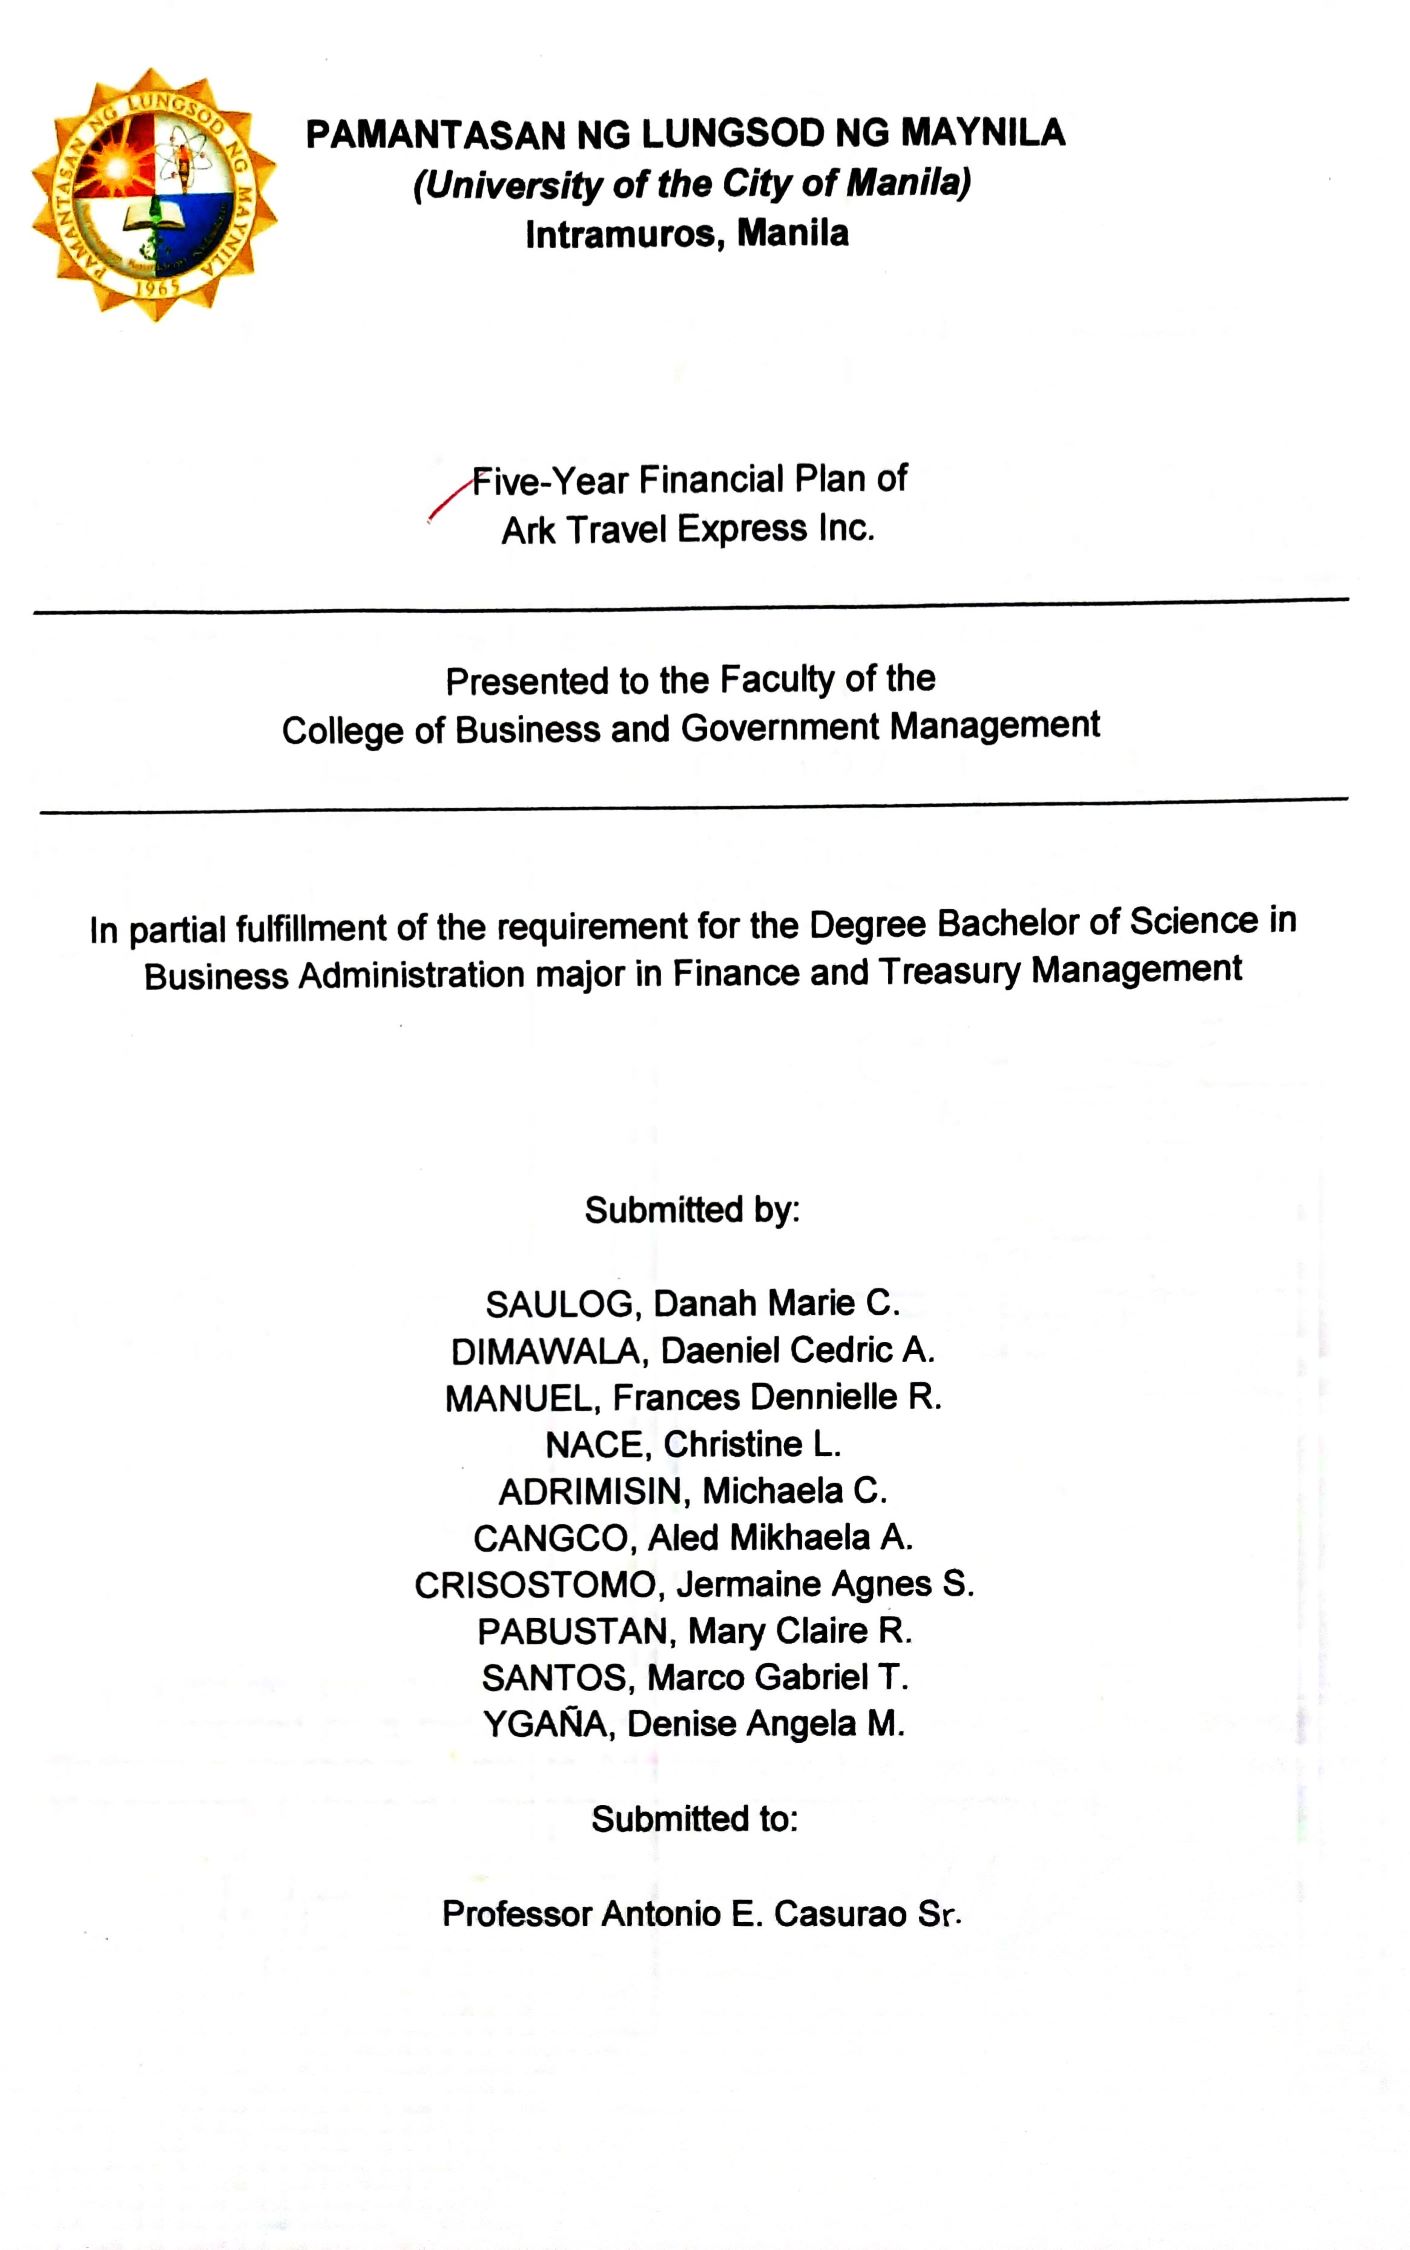 PAMANTASAN NG LUNGSOD NG MAYNILA
PAMANTASAN NG LUNGSOD NG MAYNILA
(University of the City of Manila)
Intramuros, Manila
1965
Five-Year Financial Plan of
Ark Travel Express Inc.
Presented to the Faculty of the
College of Business and Government Management
In partial fulfillment of the requirement for the Degree Bachelor of Science in
Business Administration major in Finance and Treasury Management
Submitted by:
SAULOG, Danah Marie C.
DIMAWALA, Daeniel Cedric A.
MANUEL, Frances Dennielle R.
NACE, Christine L.
ADRIMISIN, Michaela C.
CANGCO, Aled Mikhaela A.
CRISOSTOMO, Jermaine Agnes S.
PABUSTAN, Mary Claire R.
SANTOS, Marco Gabriel T.
YGAÑA, Denise Angela M.
Submitted to:
Professor Antonio E. Casurao Sr.